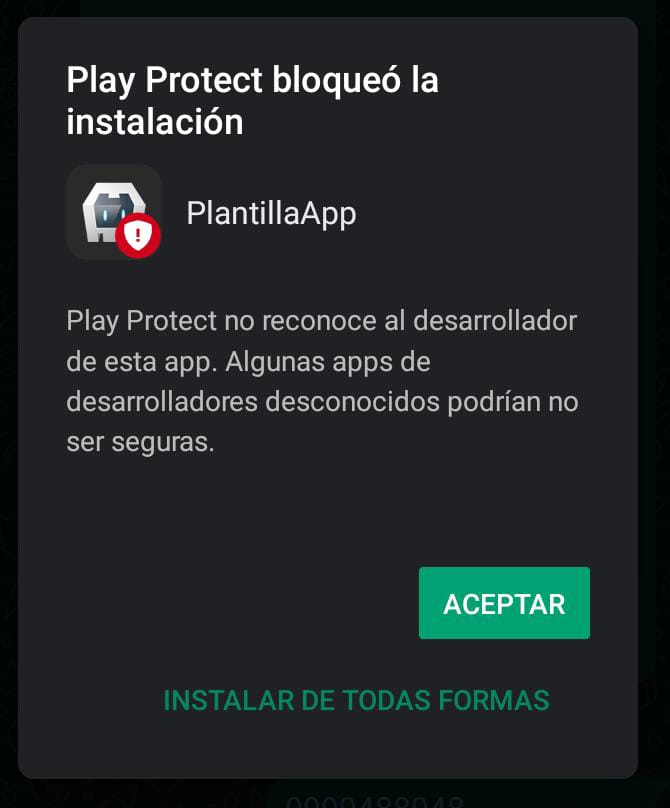 Play Protect bloqueó la
instalación
PlantillaApp
Play Protect no reconoce al desarrollador
de esta app. Algunas apps de
desarrolladores desconocidos podrían no
ser seguras.
ACEPTAR
INSTALAR DE TODAS FORMAS